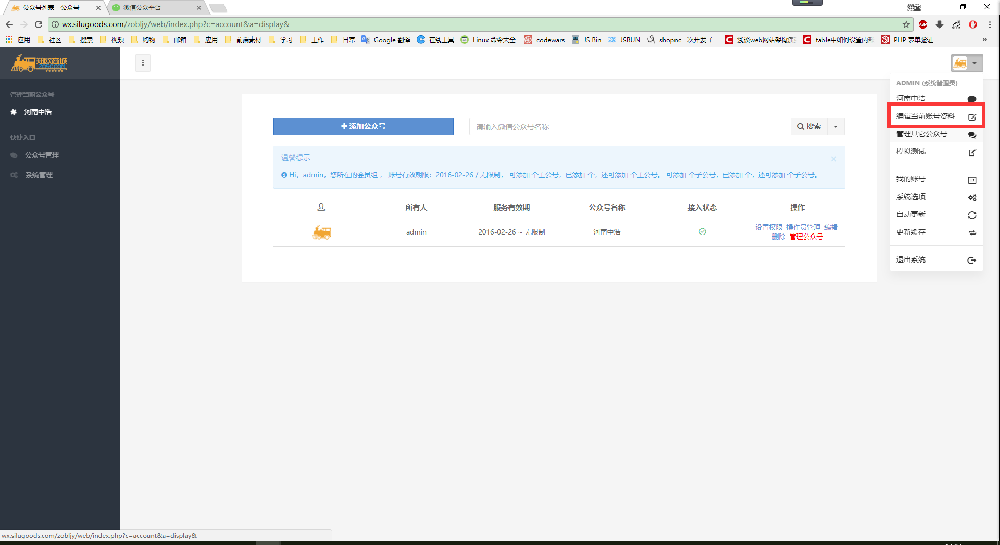 公众号列表 - 公众号 -
微信公众平台
wx.silugoods.com/zobljy/web/index.php?c=account&a=display&
应用 社区 搜索 视频 购物 邮箱 应用 前端素材 学习 工作 日常 Google 翻译 在线工具 Linux 命令大全 codewars JS Bin JSRUN shopnc二次开发（二 浅谈web网站架构演 table中如何设置内部 PHP 表单验证 »
郑欧商城
管理当前公众号
河南中浩
快捷入口
公众号管理
系统管理
添加公众号
请输入微信公众号名称
搜索
温馨提示
Hi，admin，您所在的会员组 ， 账号有效期限：2016-02-26 / 无限制， 可添加 个主公号，已添加 个，还可添加 个主公号。 可添加 个子公号，已添加 个，还可添加 个子公号。
所有人 服务有效期 公众号名称 接入状态 操作
admin 2016-02-26 ~ 无限制 河南中浩 设置权限 操作员管理 编辑
删除 管理公众号
ADMIN (系统管理员)
河南中浩
编辑当前账号资料
管理其它公众号
模拟测试
我的账号
系统选项
自动更新
更新缓存
退出系统
wx.silugoods.com/zobljy/web/index.php?c=account&a=display&